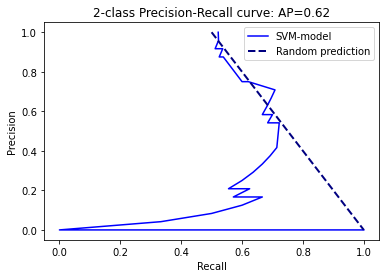 2-class Precision-Recall curve: AP=0.62
SVM-model
Random prediction
Precision
1.0
0.8
0.6
0.4
0.2
0.0
0.0 0.2 0.4 0.6 0.8 1.0
Recall